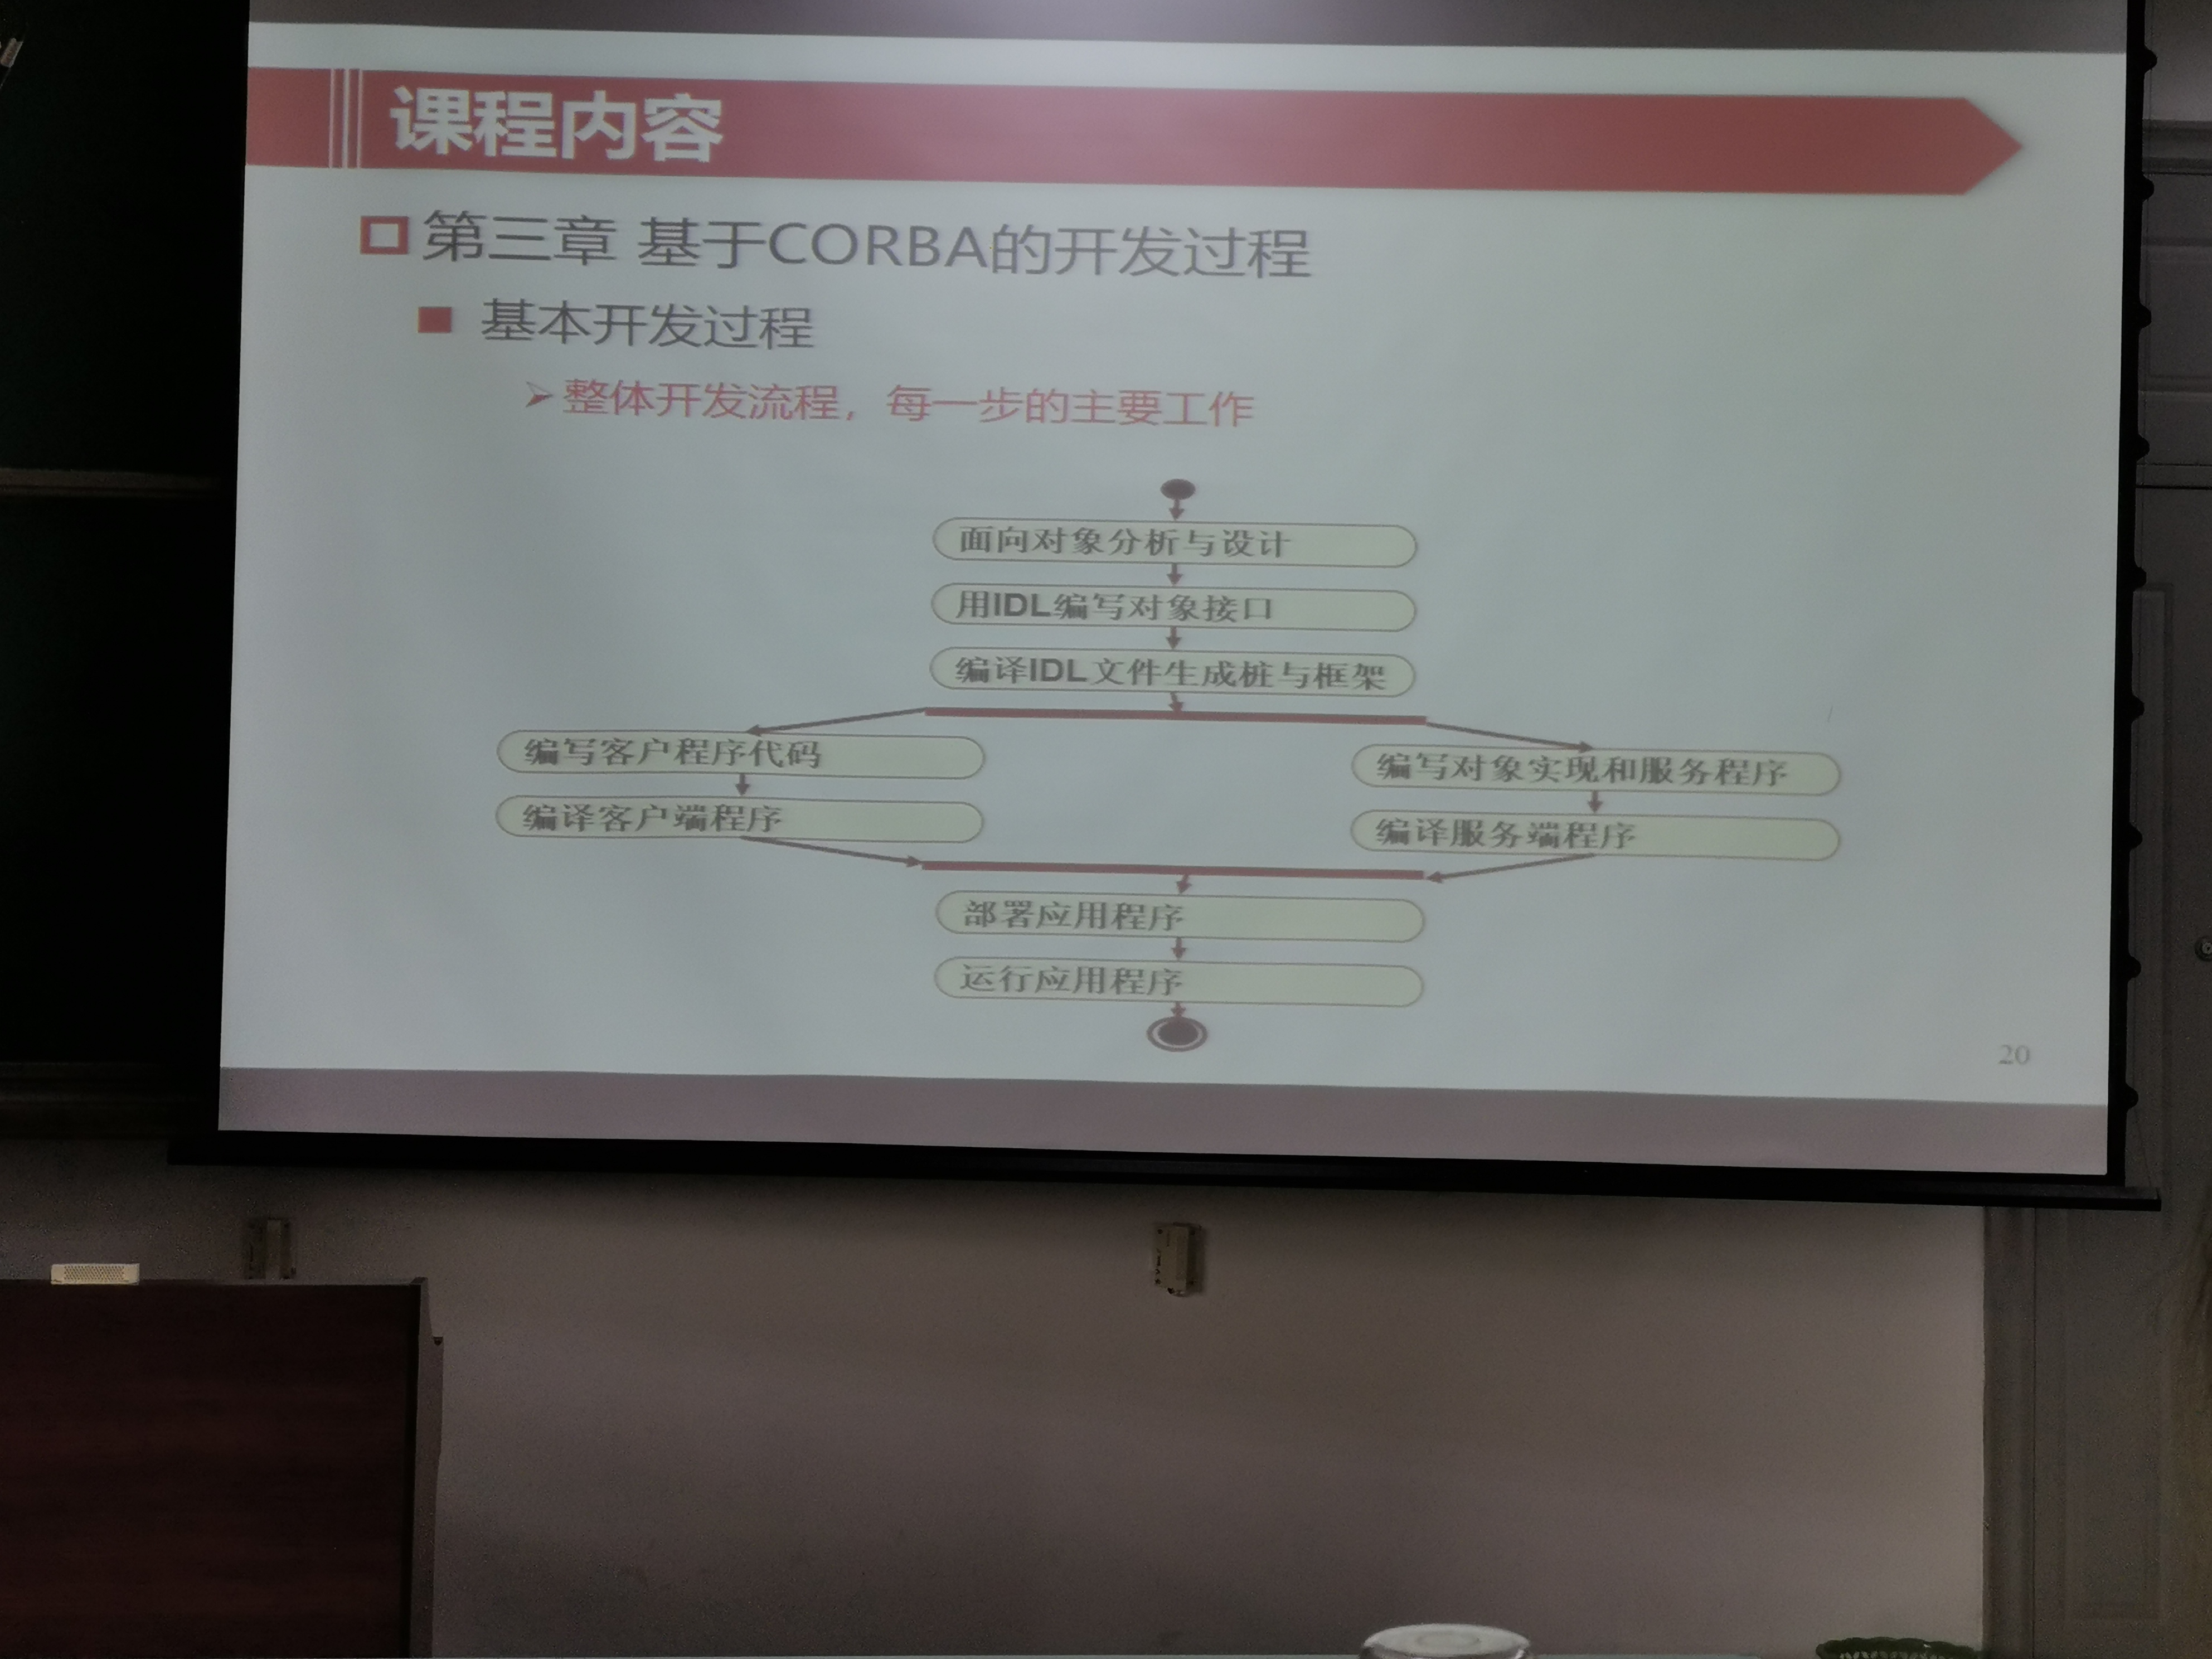 课程内容
第三章 基于CORBA的开发过程
基本开发过程
整体开发流程，每一步的主要工作
面向对象分析与设计
用IDL编写对象接口
编译IDL文件生成桩与框架
编写客户程序代码
编写对象实现和服务程序
编译客户端程序
编译服务端程序
部署应用程序
运行应用程序
20